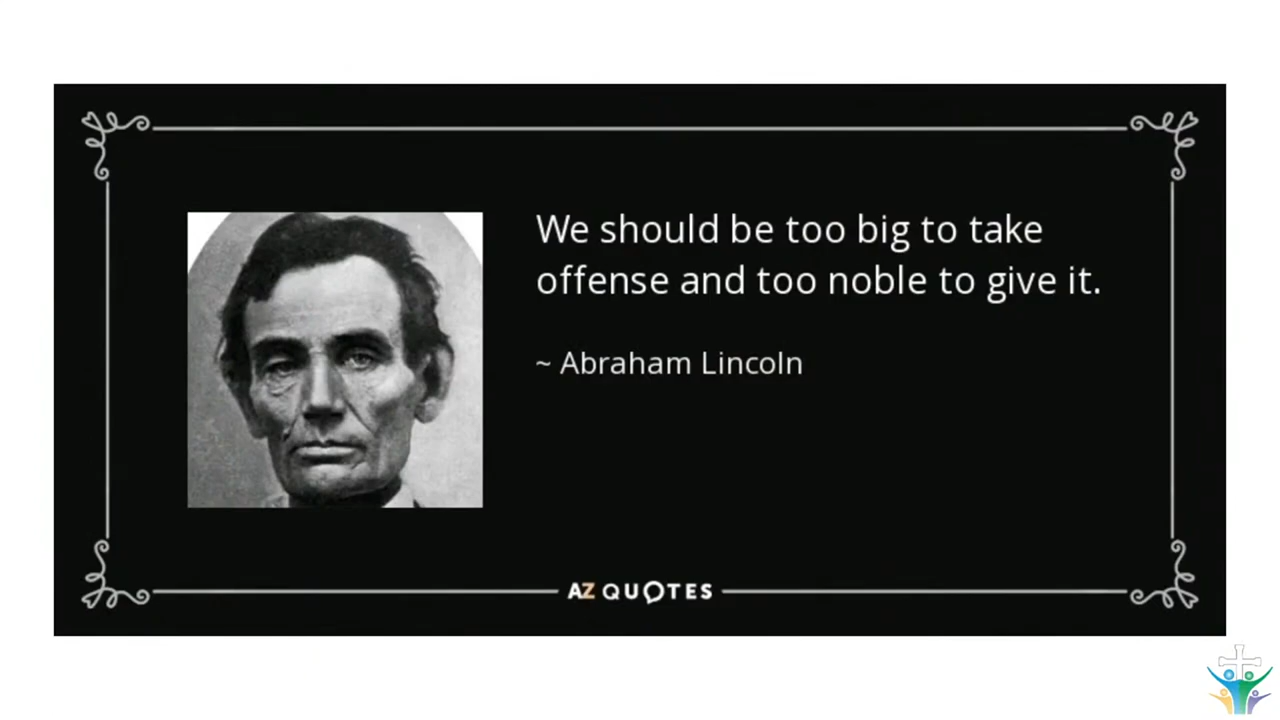 We should be too big to take
offense and too noble to give it.
~ Abraham Lincoln
AZ QUOTES